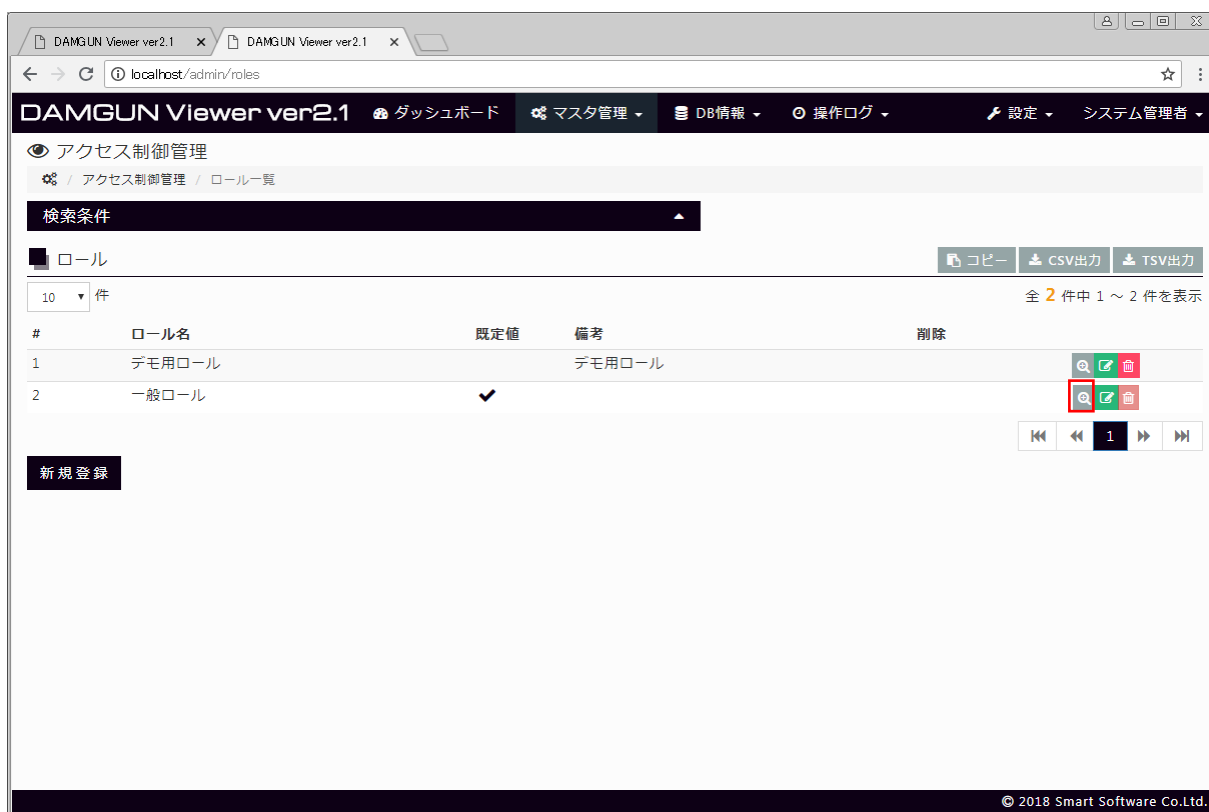 DAMGUN Viewer ver2.1 DAMGUN Viewer ver2.1
localhost/admin/roles
DAMGUN Viewer ver2.1 ダッシュボード マスタ管理 DB情報 操作ログ 設定 システム管理者
アクセス制御管理
/ アクセス制御管理 / ロール一覧
検索条件
ロール コピー CSV出力 TSV出力
10 件 全 2 件中 1 ～ 2 件を表示
# ロール名 既定値 備考 削除
1 デモ用ロール デモ用ロール
2 一般ロール
1
新規登録
© 2018 Smart Software Co.Ltd.